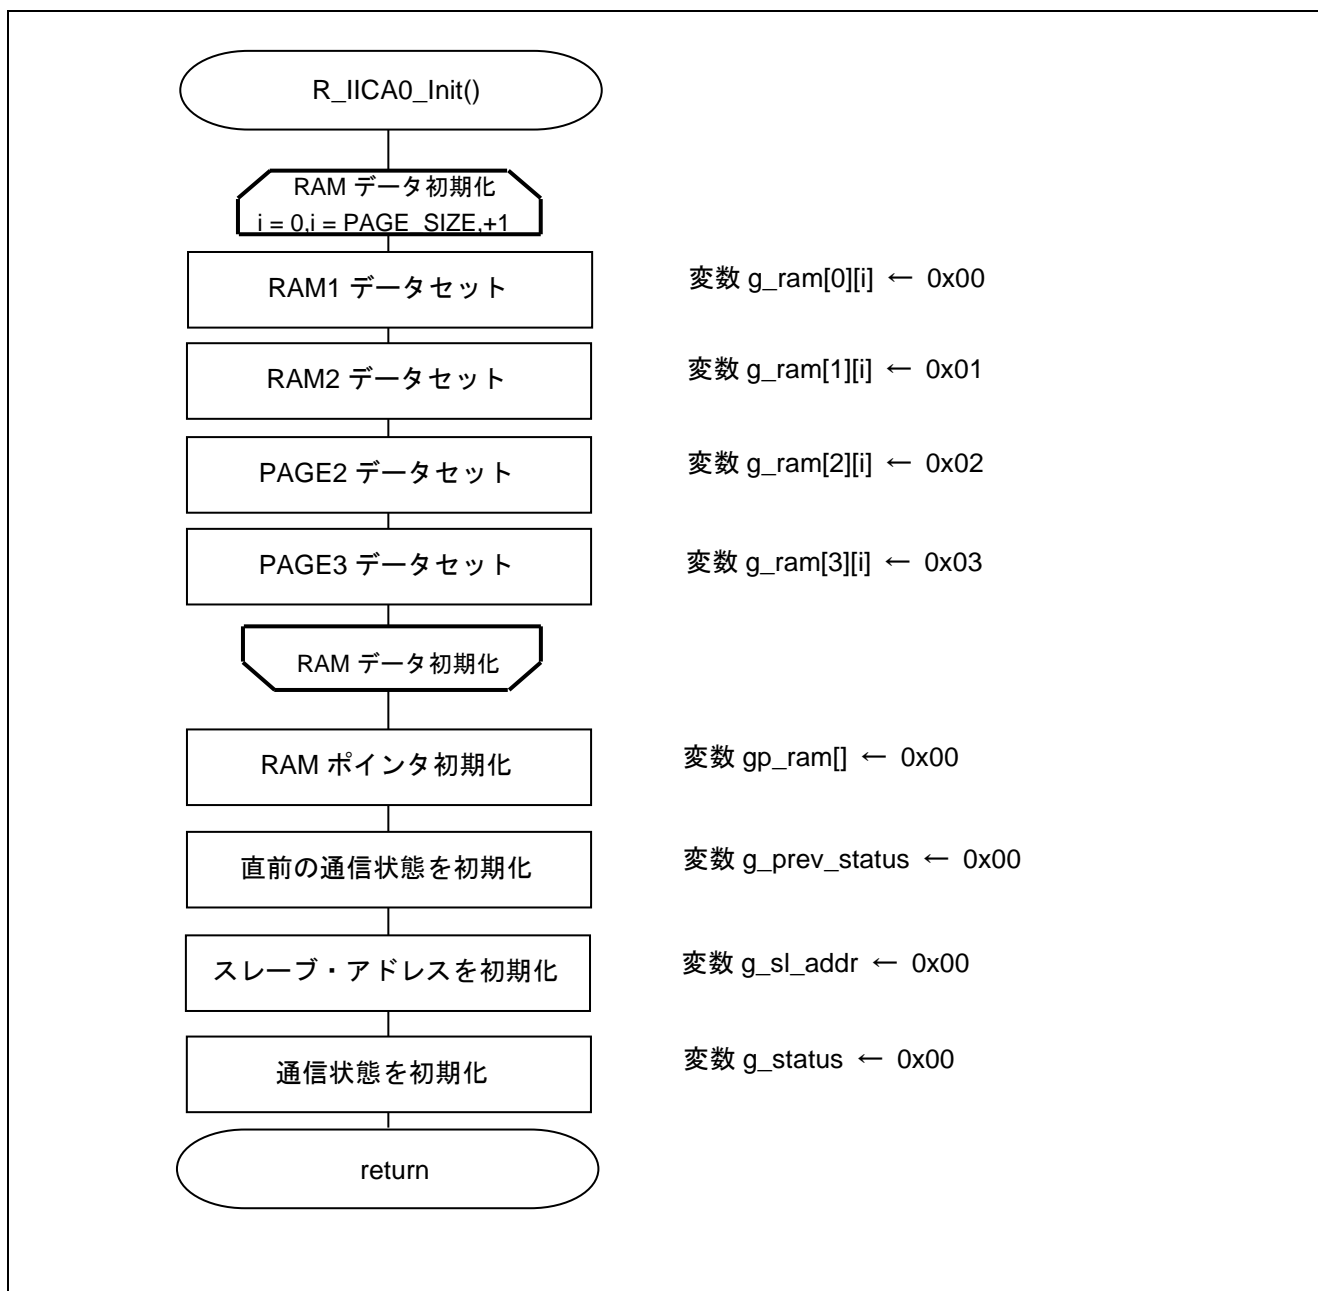 R_IICA0_Init()
RAM データ初期化
i = 0,i = PAGE_SIZE,+1
RAM1 データセット
変数 g_ram[0][i] ← 0x00
RAM2 データセット
変数 g_ram[1][i] ← 0x01
PAGE2 データセット
変数 g_ram[2][i] ← 0x02
PAGE3 データセット
変数 g_ram[3][i] ← 0x03
RAM データ初期化
RAM ポインタ初期化
変数 gp_ram[] ← 0x00
直前の通信状態を初期化
変数 g_prev_status ← 0x00
スレーブ・アドレスを初期化
変数 g_sl_addr ← 0x00
通信状態を初期化
変数 g_status ← 0x00
return